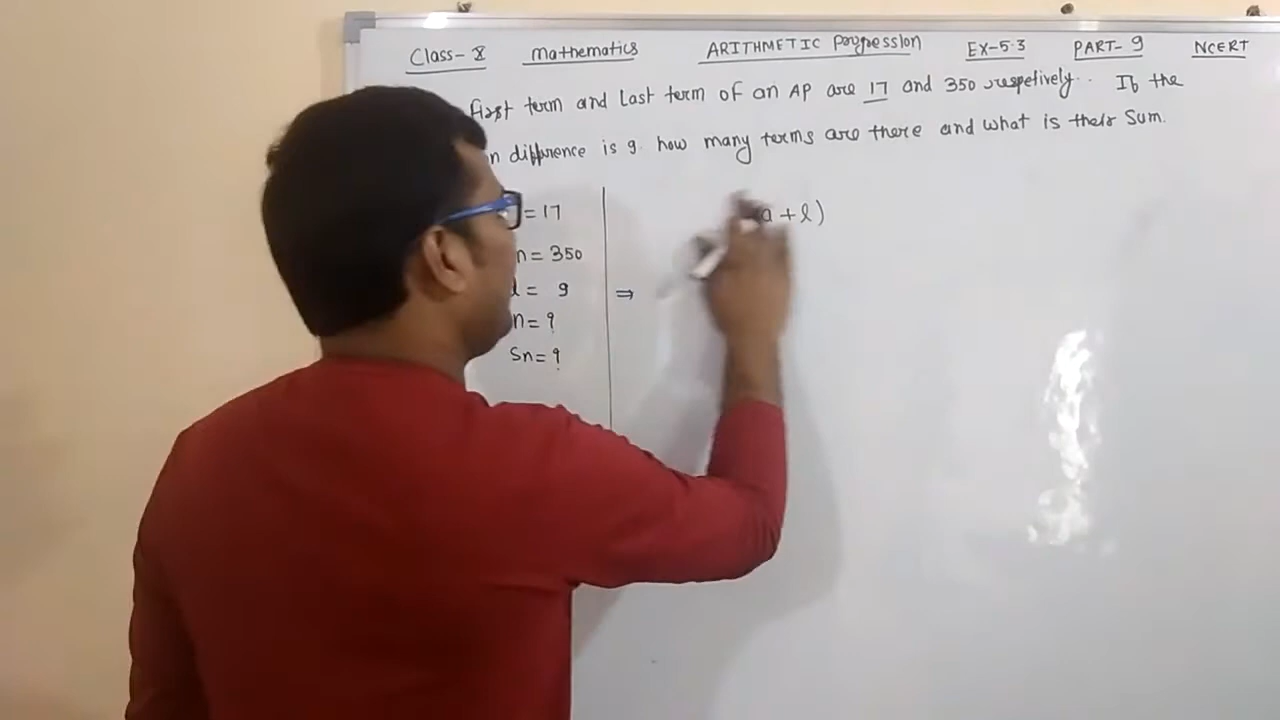 Class-X Mathematics ARITHMETIC Progression EX-5.3 PART-9 NCERT
first term and last term of an AP are 17 and 350 respetively.. If the
difference is 9. how many terms are there and what is their sum.
= 17
(a + l)
n = 350
d = 9
⇒
n = ?
Sn = ?